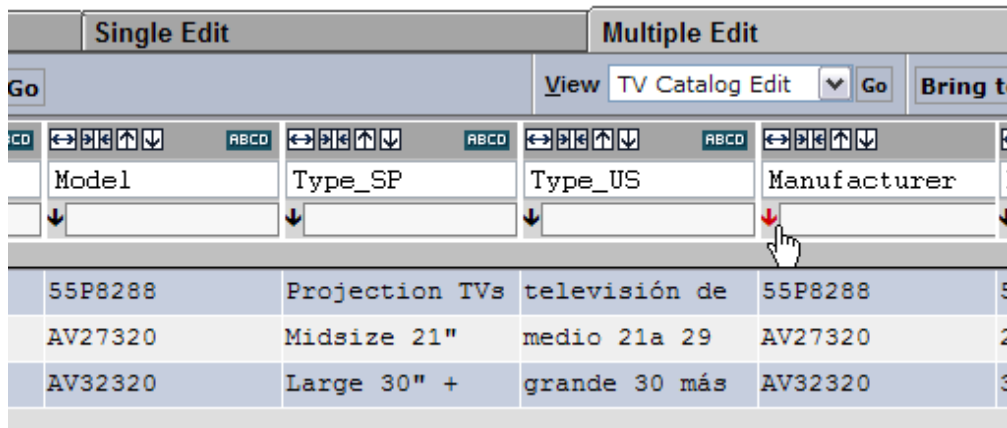 Single Edit Multiple Edit
Go View TV Catalog Edit Go Bring
ABCD ABCD ABCD
Model Type_SP Type_US Manufacturer
55P8288 Projection TVs televisión de 55P8288
AV27320 Midsize 21" medio 21a 29 AV27320
AV32320 Large 30" + grande 30 más AV32320